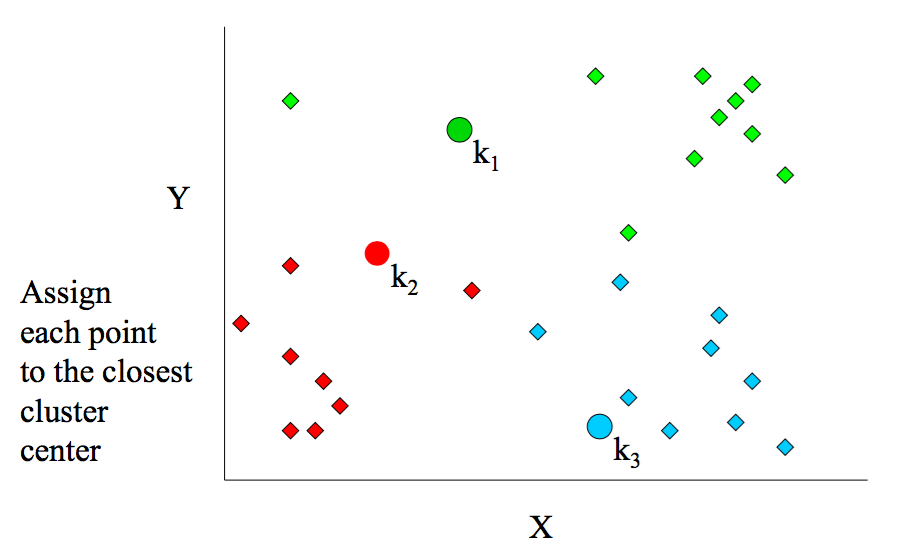 k₁
Y
k₂
Assign
each point
to the closest
cluster
center
k₃
X